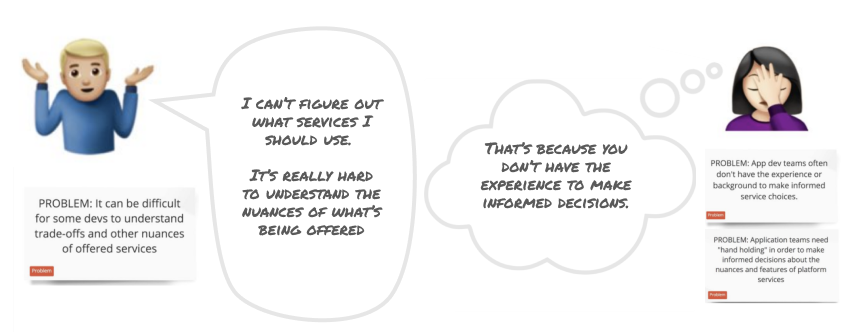 I CAN'T FIGURE OUT
WHAT SERVICES I
SHOULD USE.
IT'S REALLY HARD
TO UNDERSTAND THE
NUANCES OF WHAT'S
BEING OFFERED
PROBLEM: It can be difficult
for some devs to understand
trade-offs and other nuances
of offered services
Problem
THAT'S BECAUSE YOU
DON'T HAVE THE
EXPERIENCE TO MAKE
INFORMED DECISIONS.
PROBLEM: App dev teams often
don't have the experience or
background to make informed
service choices.
Problem
PROBLEM: Application teams need
"hand holding" in order to make
informed decisions about the
nuances and features of platform
services
Problem